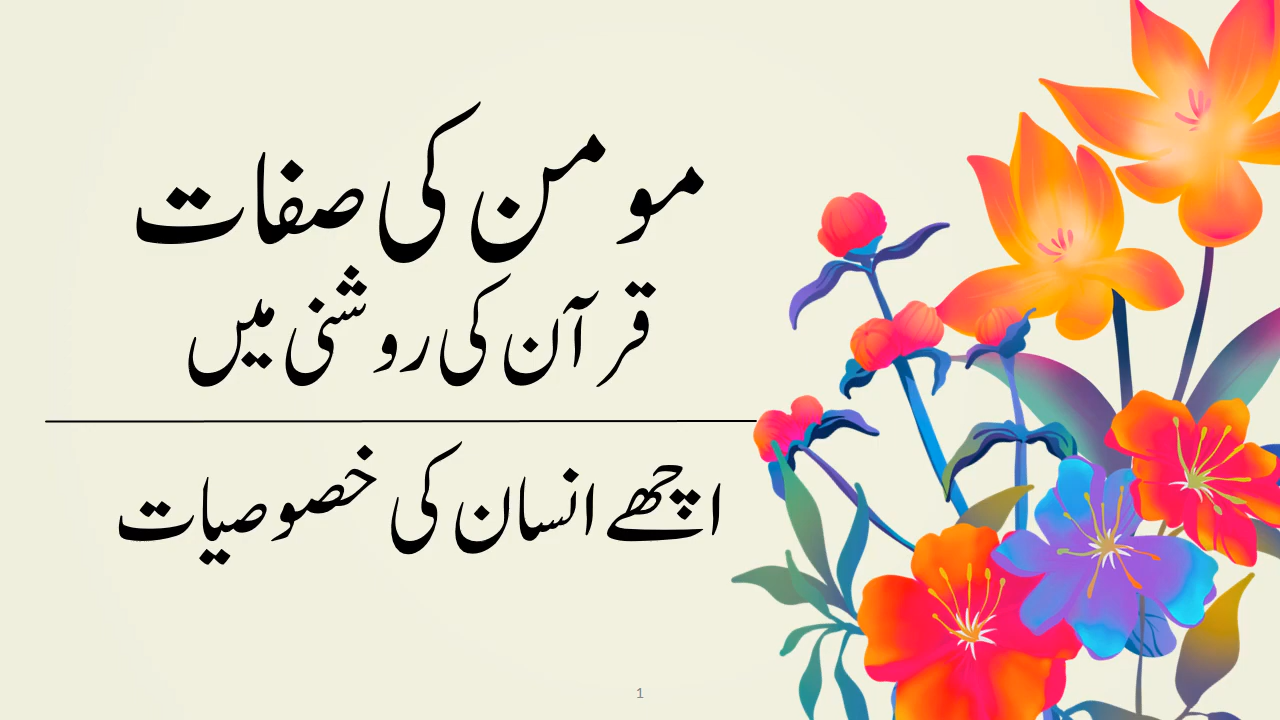 مومن کی صفات
قرآن کی روشنی میں
اچھے انسان کی خصوصیات
1